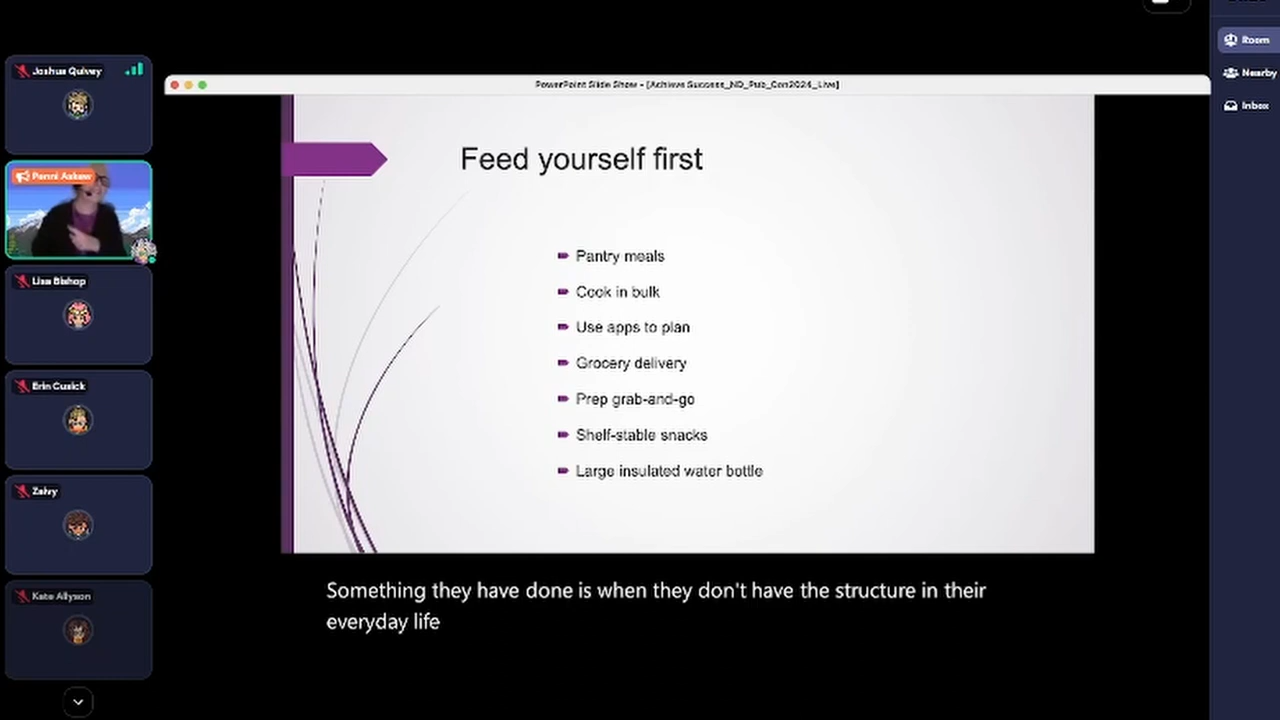 Joshua Quivey
Penni Askew
Lisa Bishop
Erin Cusick
Zalvy
Kate Allyson
PowerPoint Slide Show - [Achieve Success_ND_Pub_Con2024_Live]
Feed yourself first
Pantry meals
Cook in bulk
Use apps to plan
Grocery delivery
Prep grab-and-go
Shelf-stable snacks
Large insulated water bottle
Something they have done is when they don't have the structure in their
everyday life
Room
Nearby
Inbox